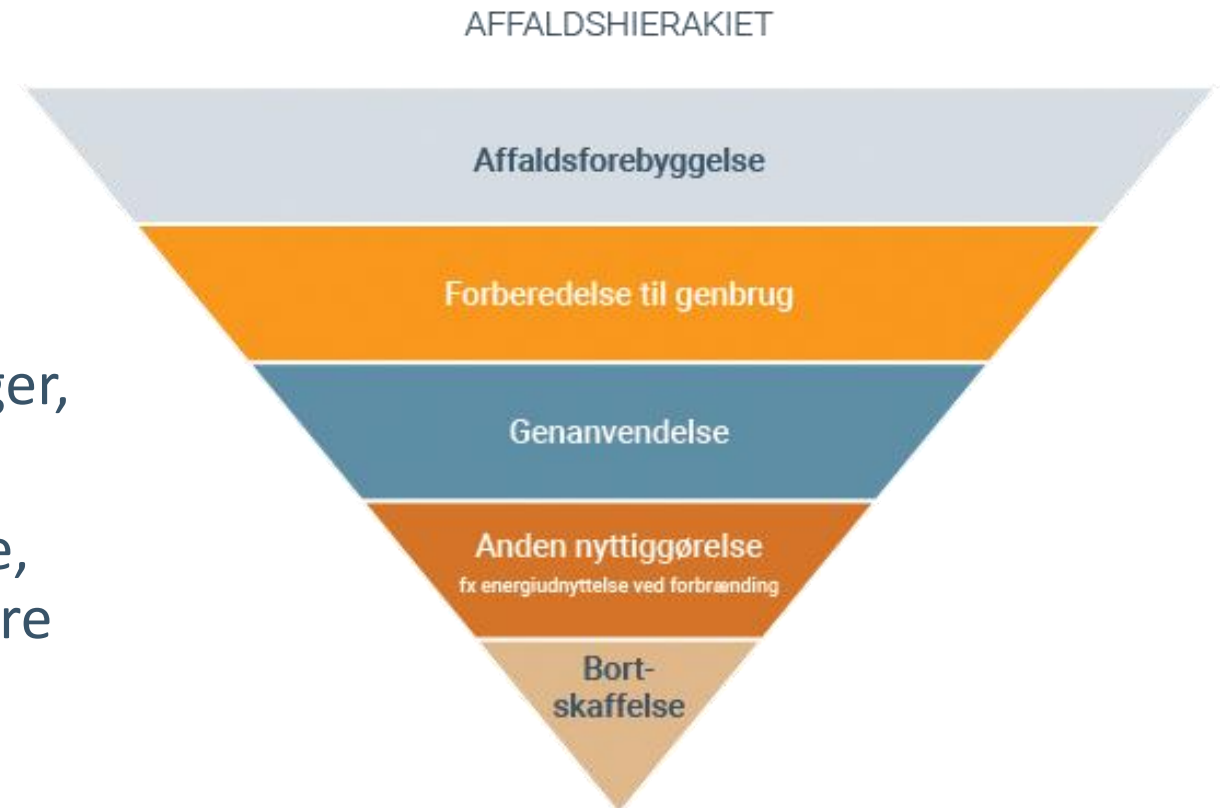 AFFALDSHIERAKIET
Affaldsforebyggelse
Forberedelse til genbrug
Genanvendelse
Anden nyttiggørelse
fx energiudnyttelse ved forbrænding
Bort-
skaffelse
ger,
e,
re